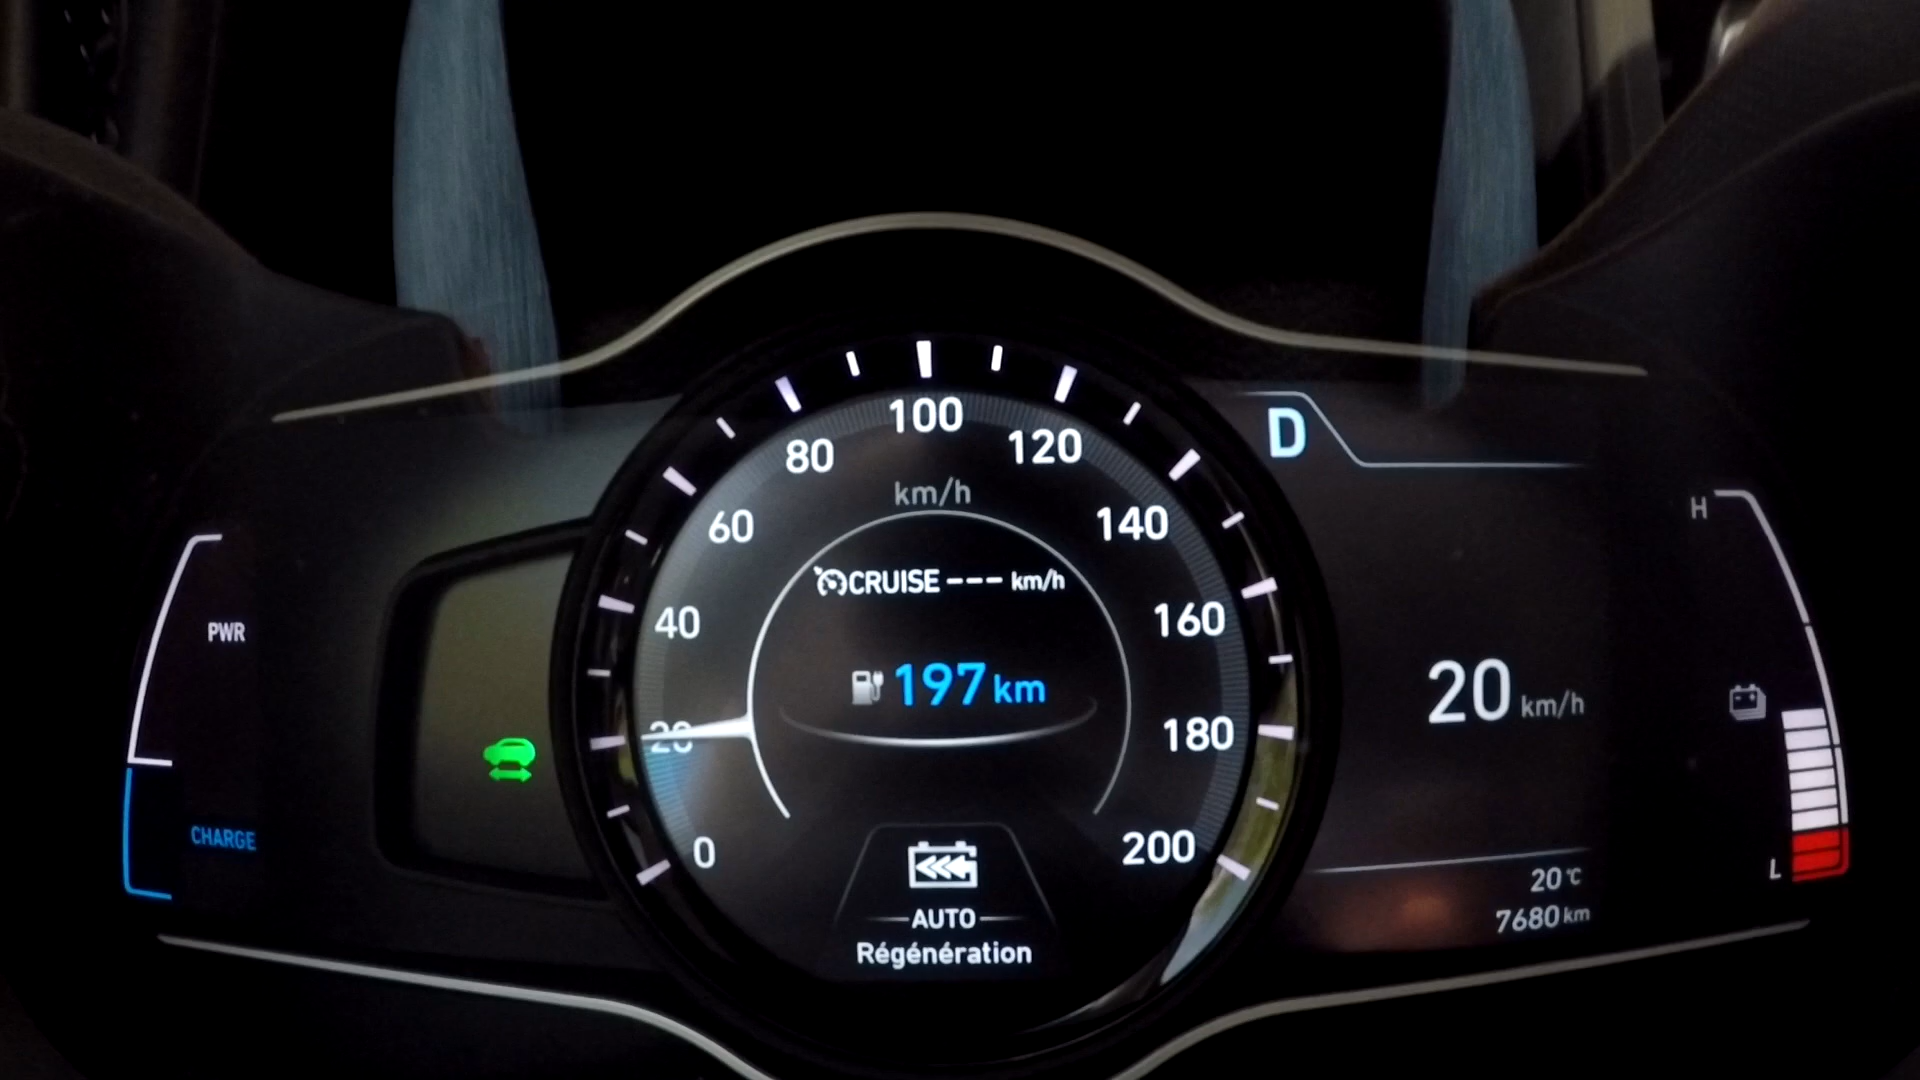 100
80
120
D
km/h
H
60
140
CRUISE --- km/h
40
160
PWR
197 km
20 km/h
20
180
CHARGE
0
200
L
20 °C
AUTO
7680 km
Régénération